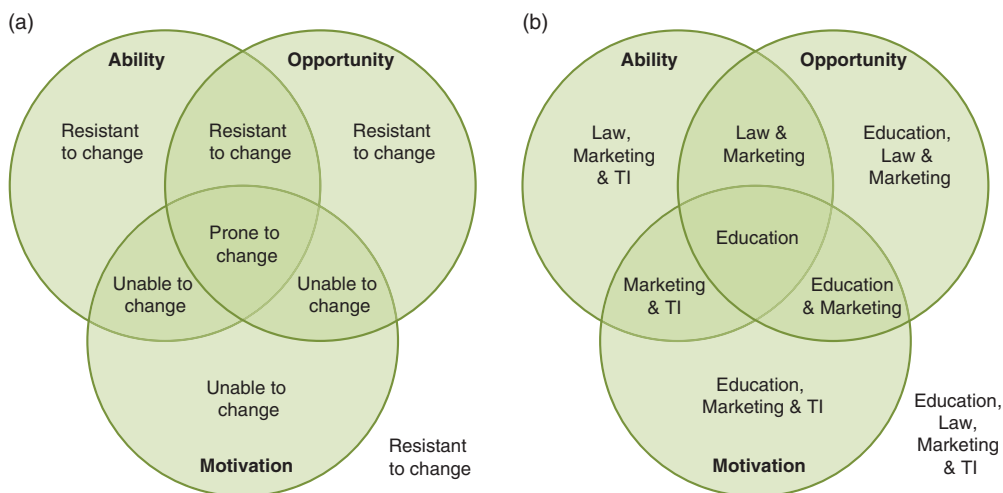 (a)
Ability
Opportunity
Resistant
to change
Resistant
to change
Resistant
to change
Prone to
change
Unable to
change
Unable to
change
Unable to
change
Motivation
Resistant
to change
(b)
Ability
Opportunity
Law,
Marketing
& TI
Law &
Marketing
Education,
Law &
Marketing
Education
Marketing
& TI
Education
& Marketing
Education,
Marketing & TI
Motivation
Education,
Law,
Marketing
& TI